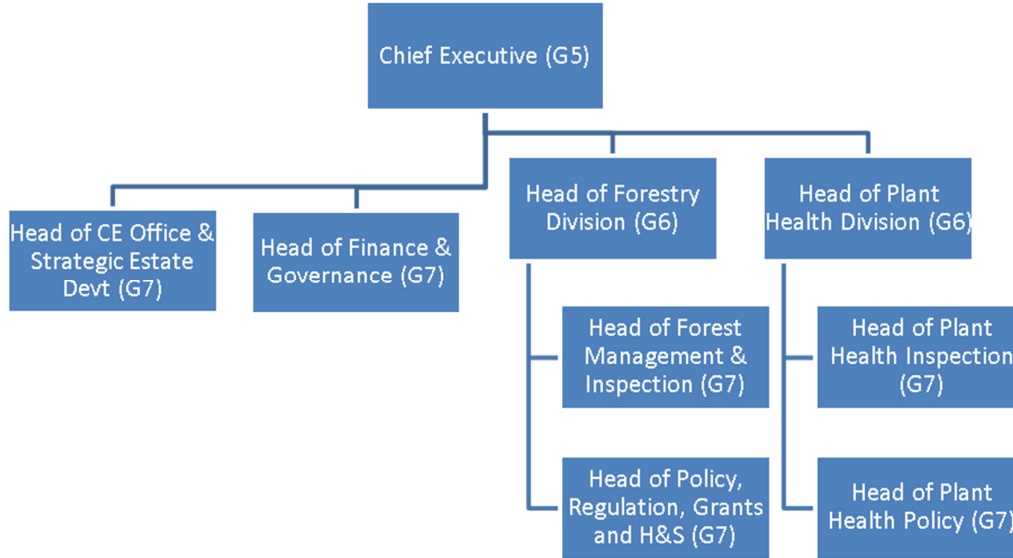 Chief Executive (G5)
Head of CE Office &
Strategic Estate
Devt (G7)
Head of Finance &
Governance (G7)
Head of Forestry
Division (G6)
Head of Plant
Health Division (G6)
Head of Forest
Management &
Inspection (G7)
Head of Plant
Health Inspection
(G7)
Head of Policy,
Regulation, Grants
and H&S (G7)
Head of Plant
Health Policy (G7)